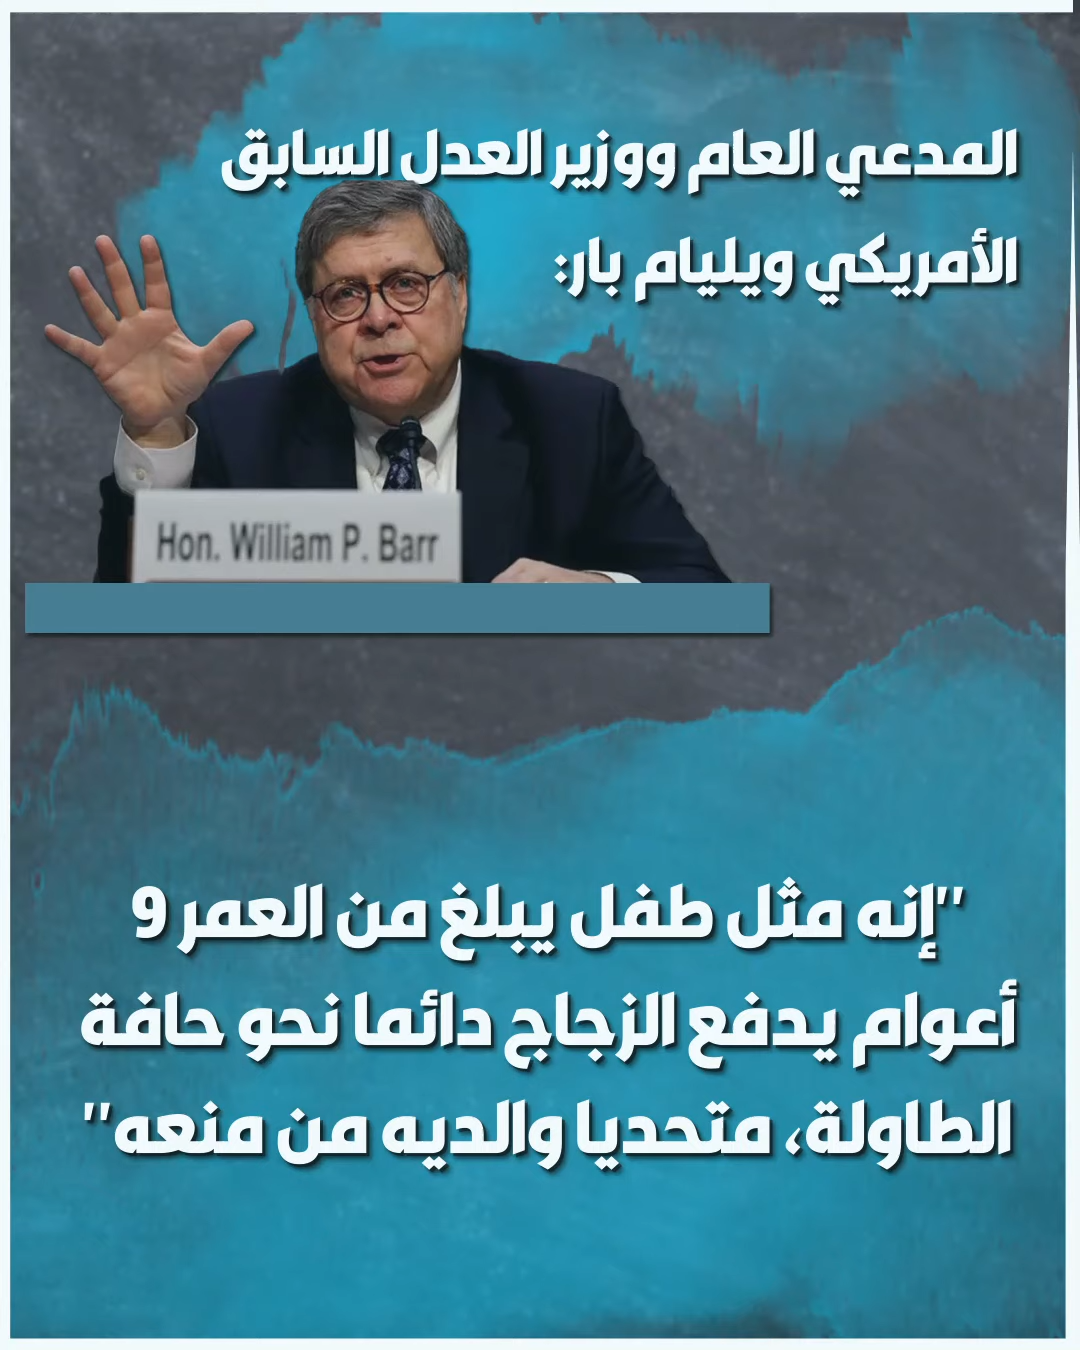 المدعي العام ووزير العدل السابق
الأمريكي ويليام بار:
Hon. William P. Barr
"إنه مثل طفل يبلغ من العمر 9
أعوام يدفع الزجاج دائما نحو حافة
الطاولة، متحديا والديه من منعه"